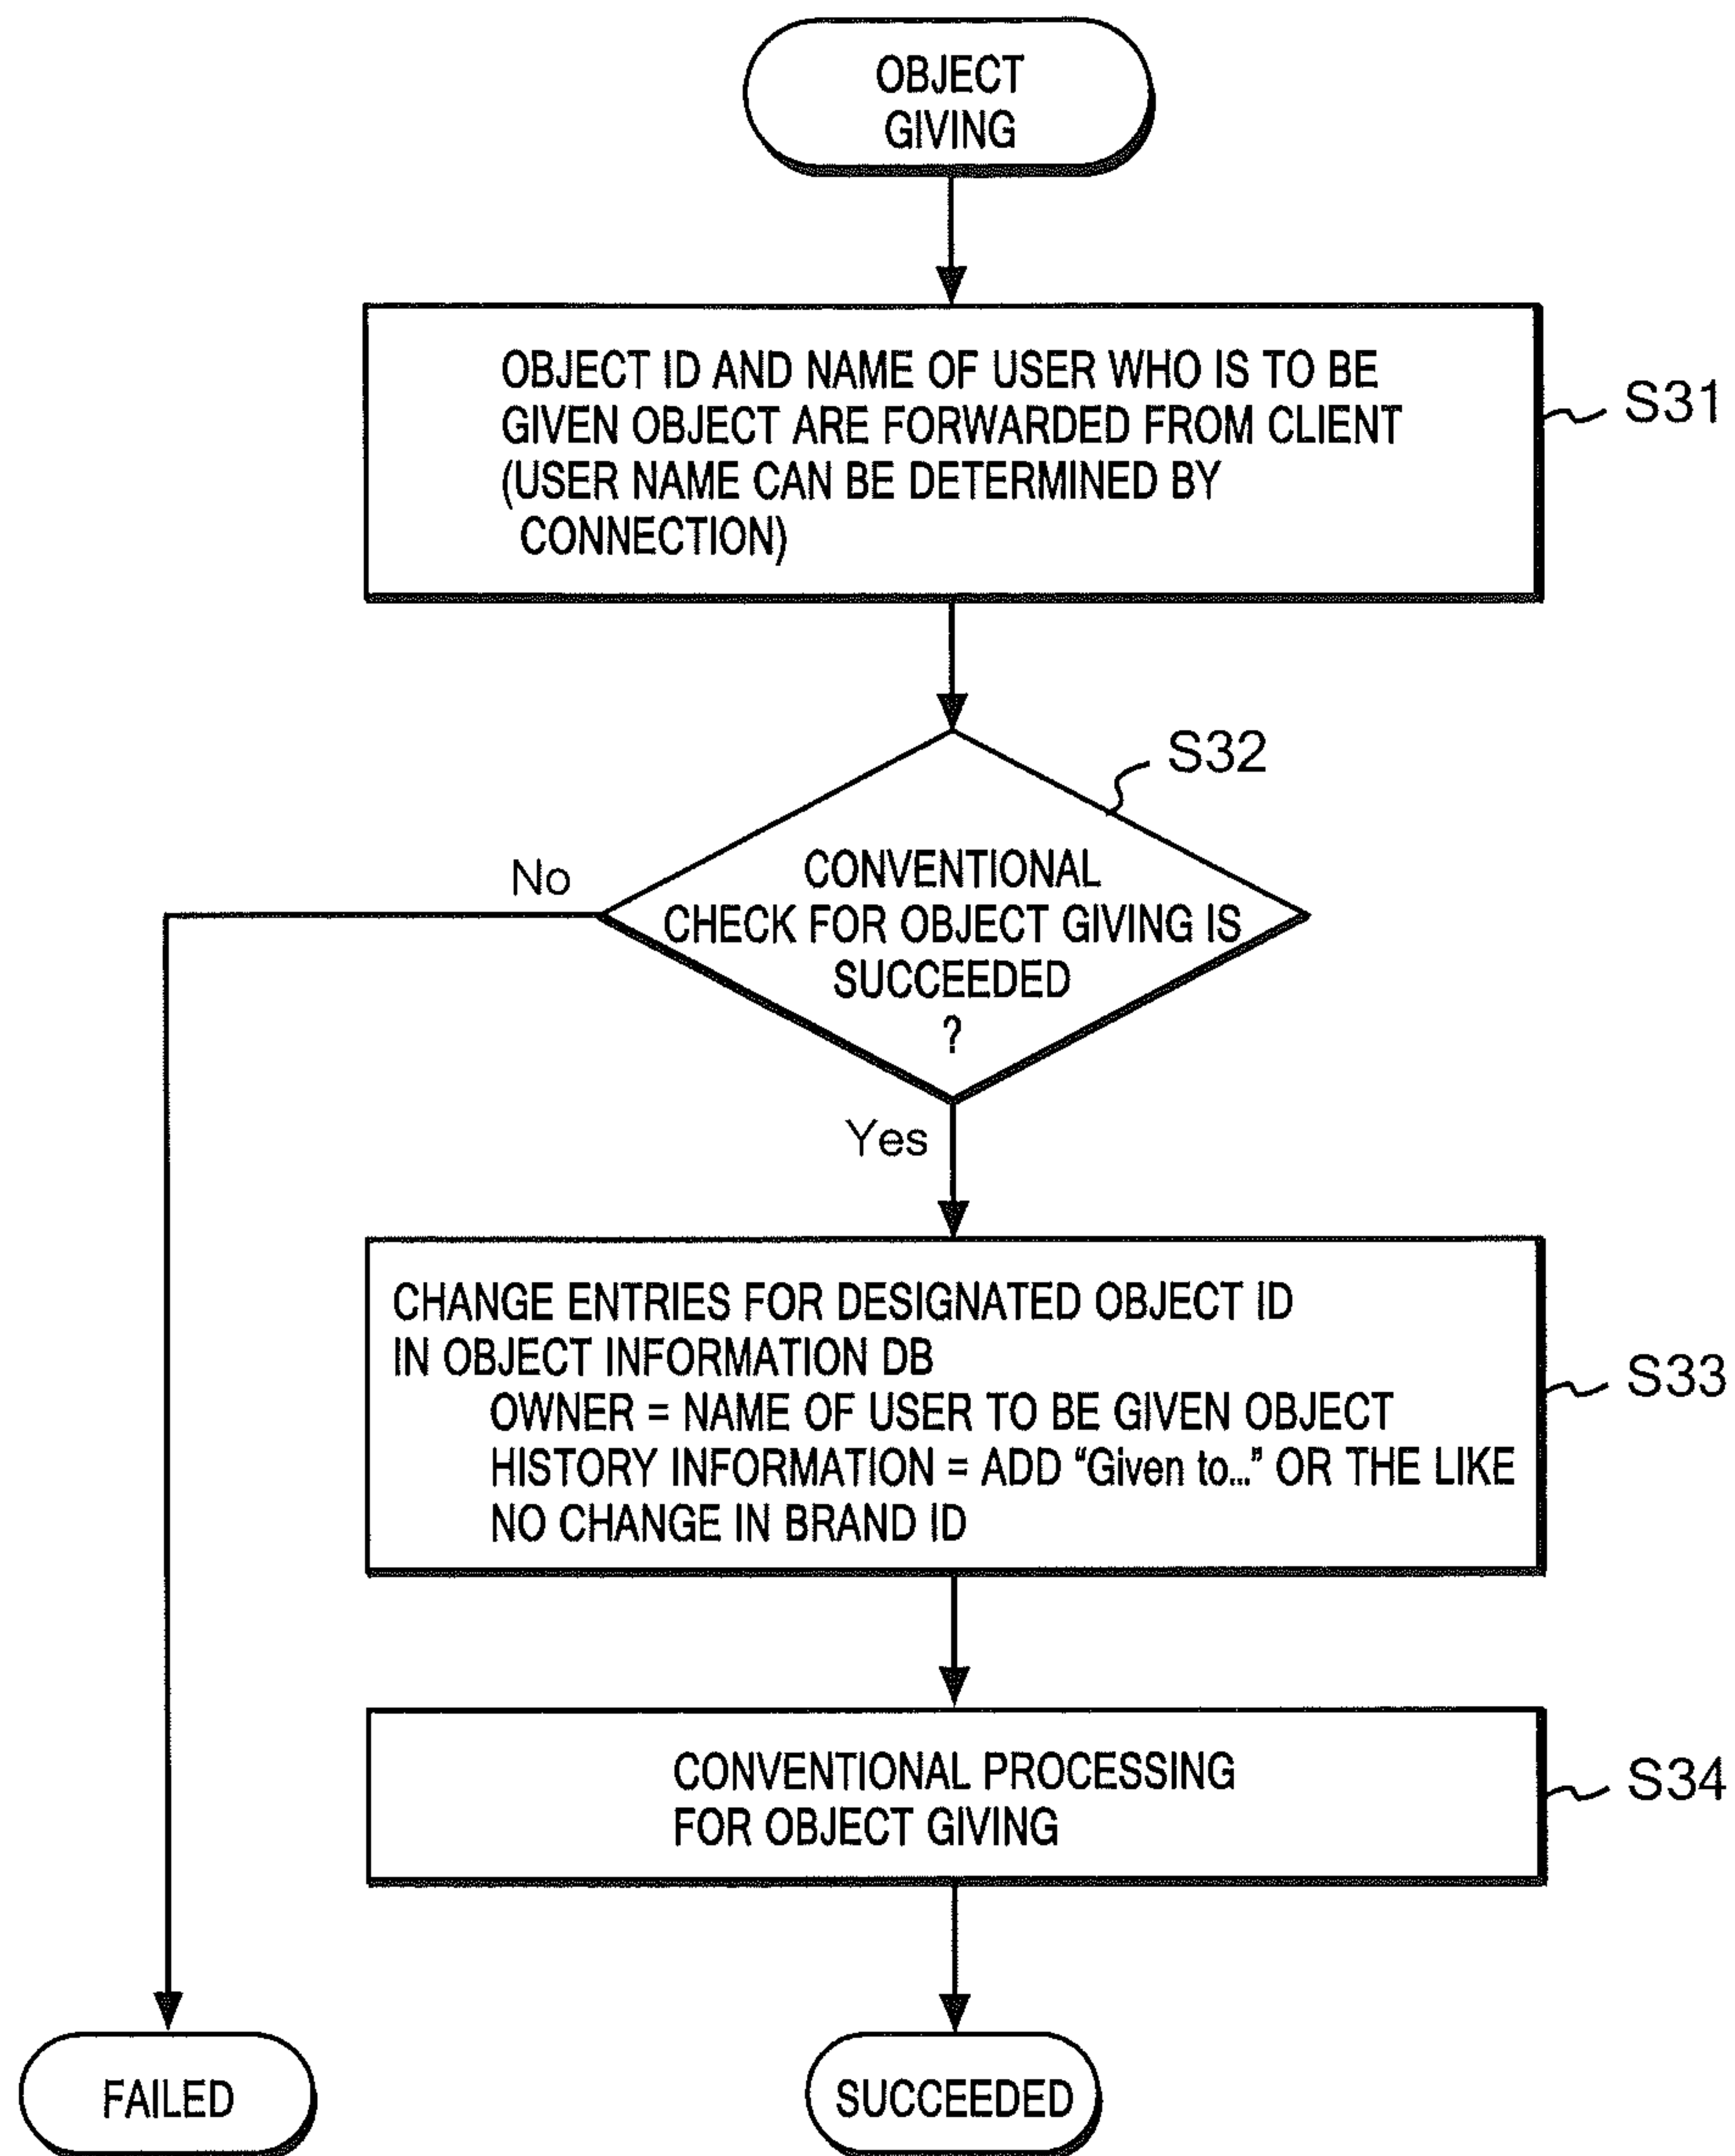 OBJECT
GIVING
OBJECT ID AND NAME OF USER WHO IS TO BE
GIVEN OBJECT ARE FORWARDED FROM CLIENT
(USER NAME CAN BE DETERMINED BY
CONNECTION)
S31
S32
CONVENTIONAL
CHECK FOR OBJECT GIVING IS
SUCCEEDED
?
No
Yes
CHANGE ENTRIES FOR DESIGNATED OBJECT ID
IN OBJECT INFORMATION DB
OWNER = NAME OF USER TO BE GIVEN OBJECT
HISTORY INFORMATION = ADD “Given to...” OR THE LIKE
NO CHANGE IN BRAND ID
S33
CONVENTIONAL PROCESSING
FOR OBJECT GIVING
S34
FAILED
SUCCEEDED